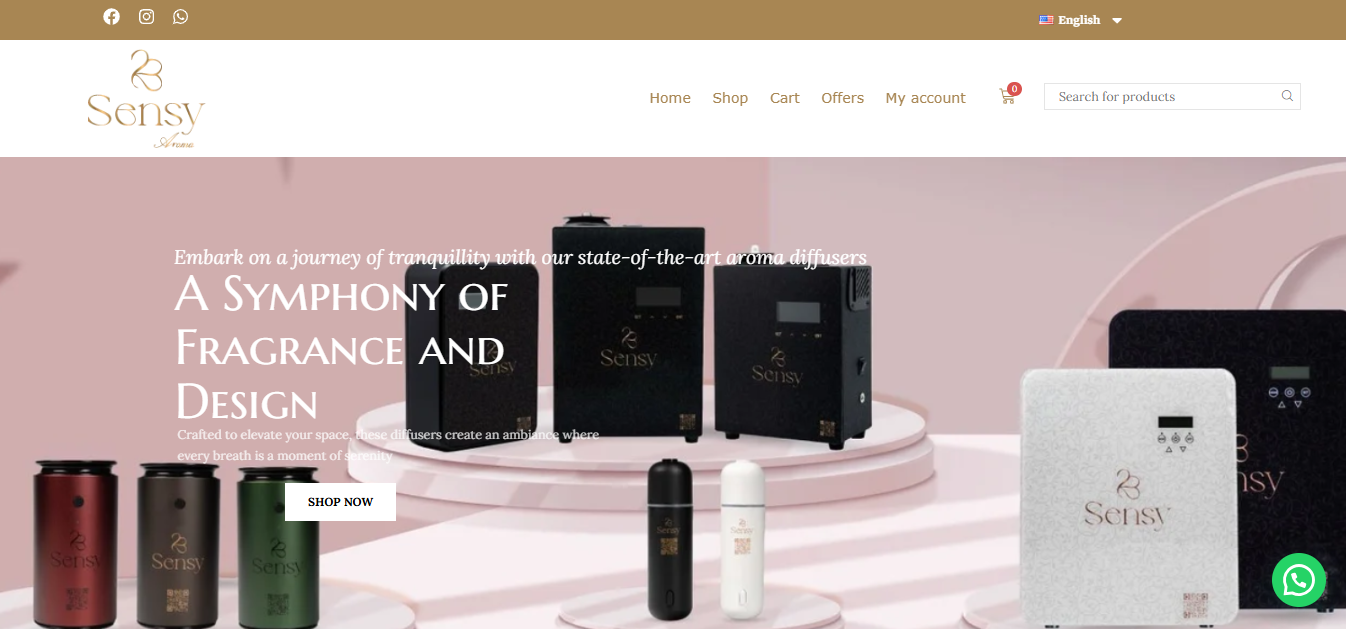 English
Sensy
Aroma
Home
Shop
Cart
Offers
My account
0
Search for products
Embark on a journey of tranquillity with our state-of-the-art aroma diffusers
A Symphony of
Fragrance and
Design
Crafted to elevate your space, these diffusers create an ambiance where
every breath is a moment of serenity
SHOP NOW
Sensy
Sensy
Sensy
Sensy
Sensy
Sensy
Sensy
Sensy
Sensy